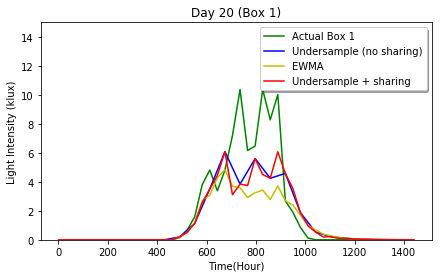 Day 20 (Box 1)
Light Intensity (klux)
14
12
10
8
6
4
2
0
Actual Box 1
Undersample (no sharing)
EWMA
Undersample + sharing
0 200 400 600 800 1000 1200 1400
Time(Hour)